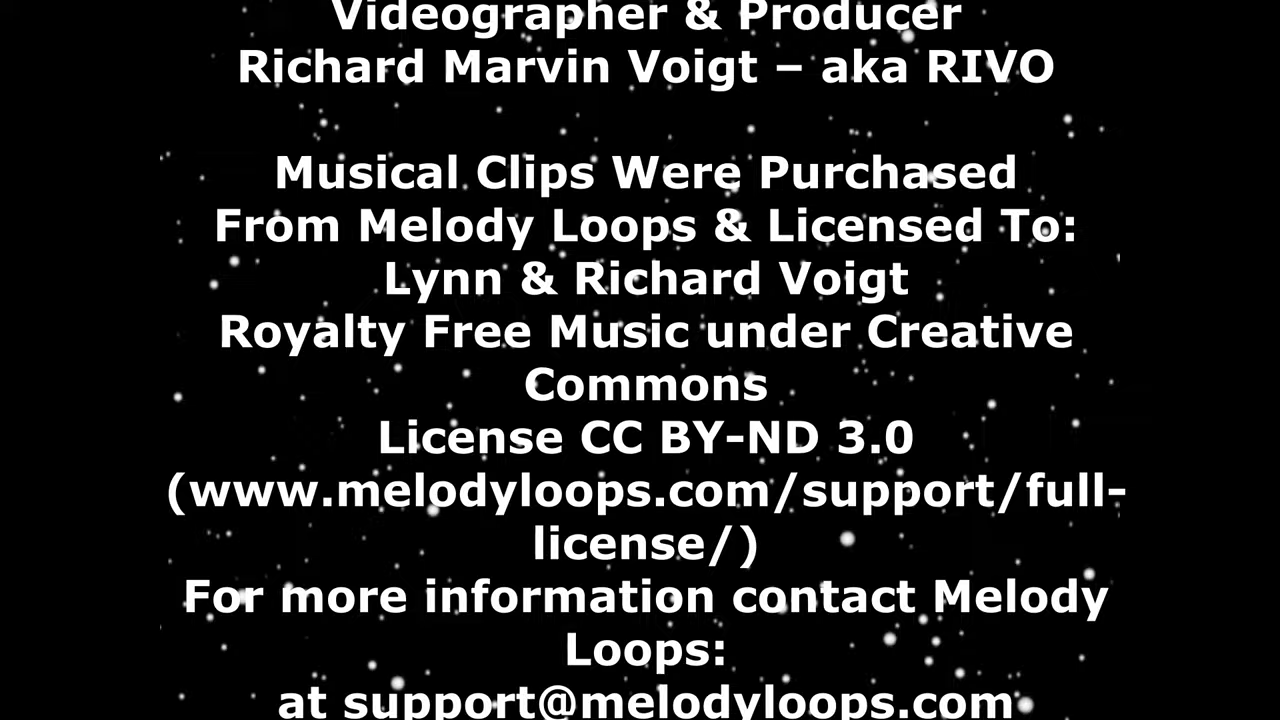 Videographer & Producer
Richard Marvin Voigt – aka RIVO
Musical Clips Were Purchased
From Melody Loops & Licensed To:
Lynn & Richard Voigt
Royalty Free Music under Creative
Commons
License CC BY-ND 3.0
(www.melodyloops.com/support/full-
license/)
For more information contact Melody
Loops:
at support@melodyloops.com